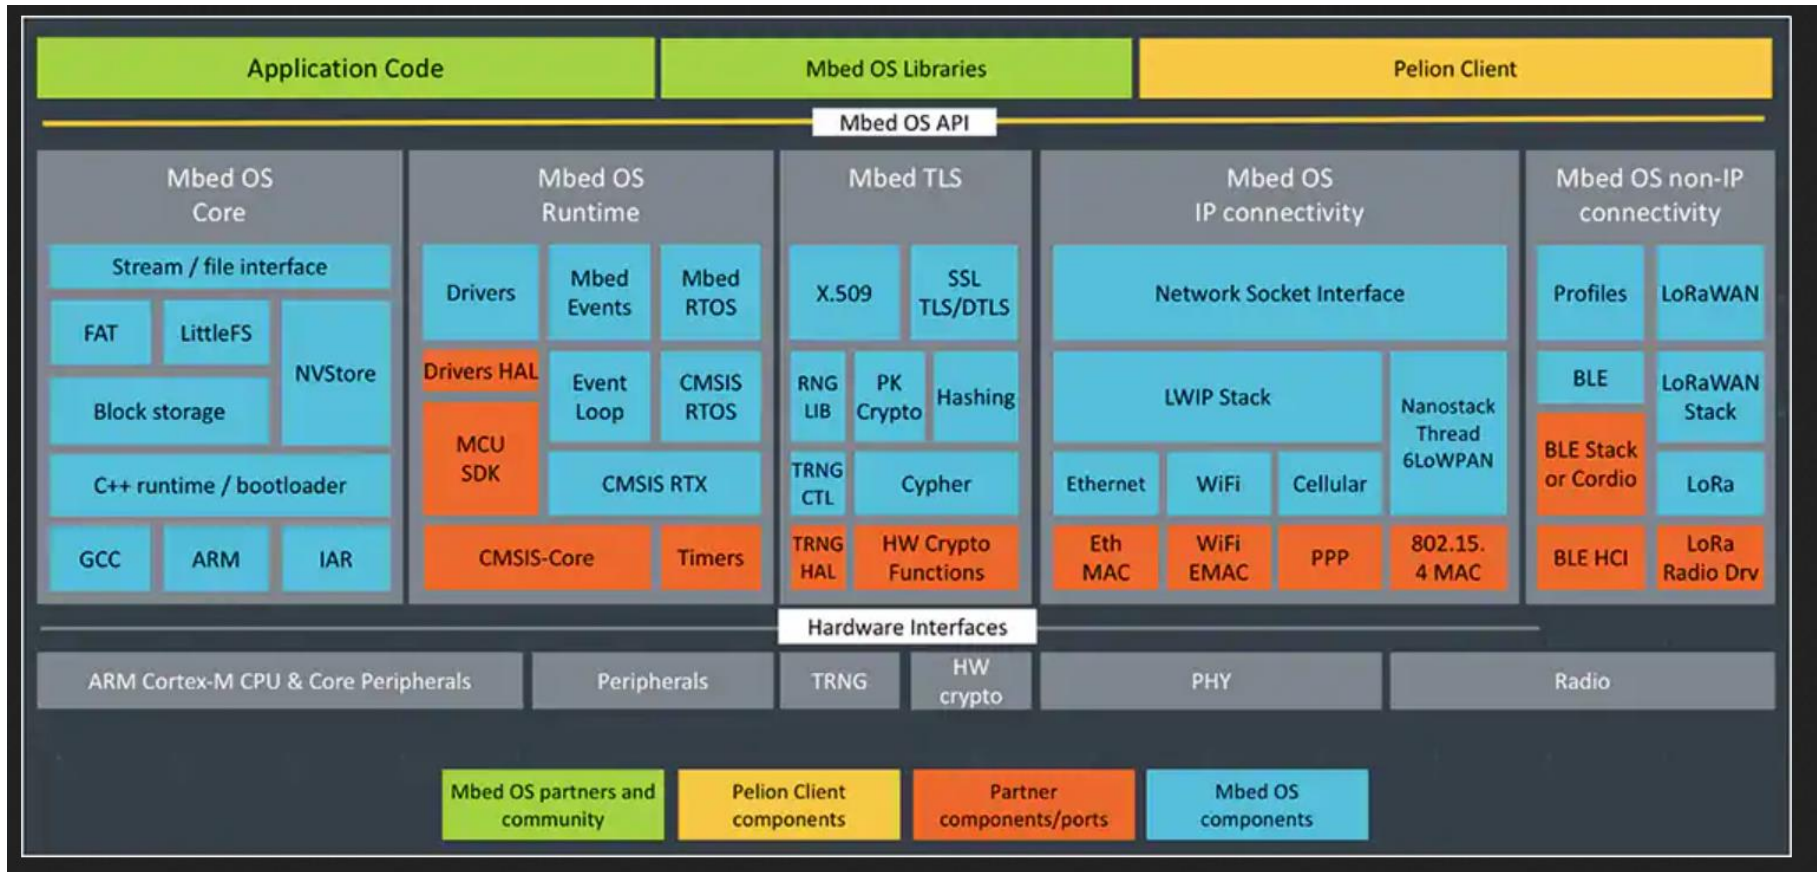 Application Code
Mbed OS Libraries
Pelion Client
Mbed OS API
Mbed OS
Core
Stream / file interface
FAT
LittleFS
NVStore
Block storage
C++ runtime / bootloader
GCC
ARM
IAR
Mbed OS
Runtime
Drivers
Mbed
Events
Mbed
RTOS
Drivers HAL
Event
Loop
CMSIS
RTOS
MCU
SDK
CMSIS RTX
CMSIS-Core
Timers
Mbed TLS
X.509
SSL
TLS/DTLS
RNG
LIB
PK
Crypto
Hashing
TRNG
CTL
Cypher
TRNG
HAL
HW Crypto
Functions
Mbed OS
IP connectivity
Network Socket Interface
LWIP Stack
Nanostack
Thread
6LoWPAN
Ethernet
WiFi
Cellular
Eth
MAC
WiFi
EMAC
PPP
802.15.
4 MAC
Mbed OS non-IP
connectivity
Profiles
LoRaWAN
BLE
LoRaWAN
Stack
BLE Stack
or Cordio
LoRa
BLE HCI
LoRa
Radio Drv
Hardware Interfaces
ARM Cortex-M CPU & Core Peripherals
Peripherals
TRNG
HW
crypto
PHY
Radio
Mbed OS partners and
community
Pelion Client
components
Partner
components/ports
Mbed OS
components